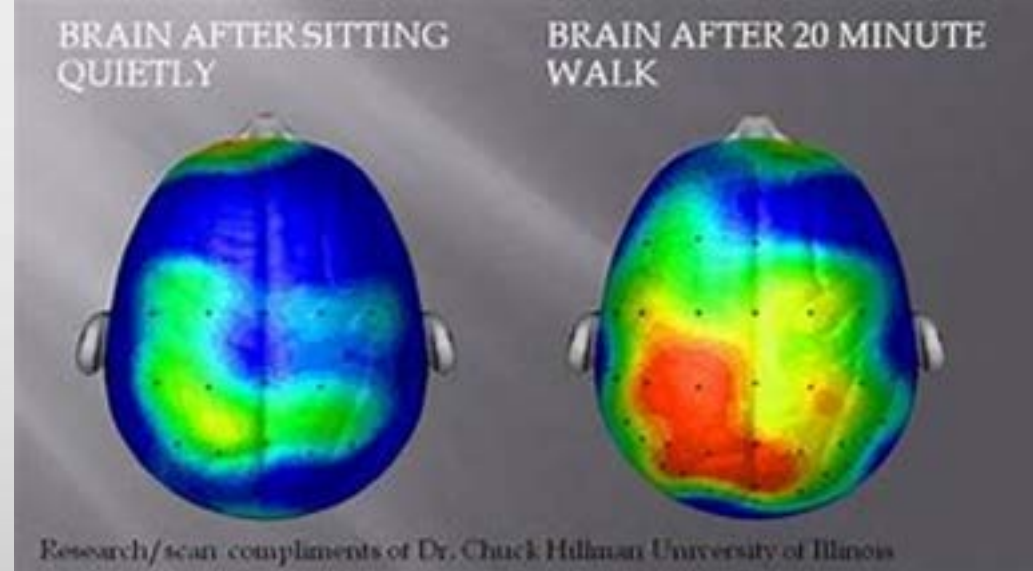 BRAIN AFTER SITTING
QUIETLY
BRAIN AFTER 20 MINUTE
WALK
Research/scan compliments of Dr. Chuck Hillman University of Illinois